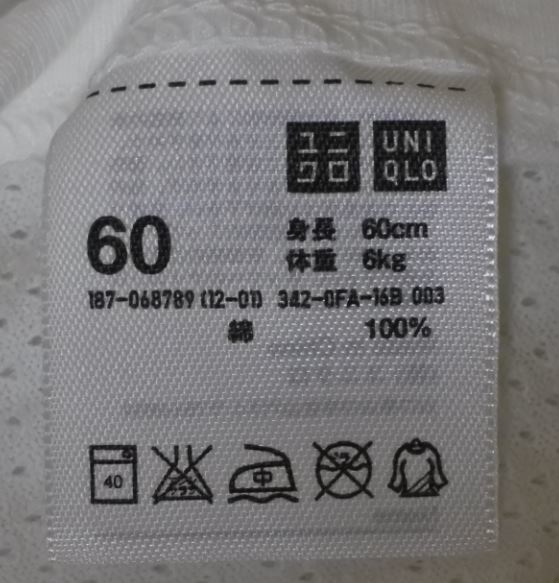 ユニ UNI
クロ QLO
60 身長 60cm
体重 6kg
187-068789 (12-01) 342-0FA-16B 003
綿 100%
40 中